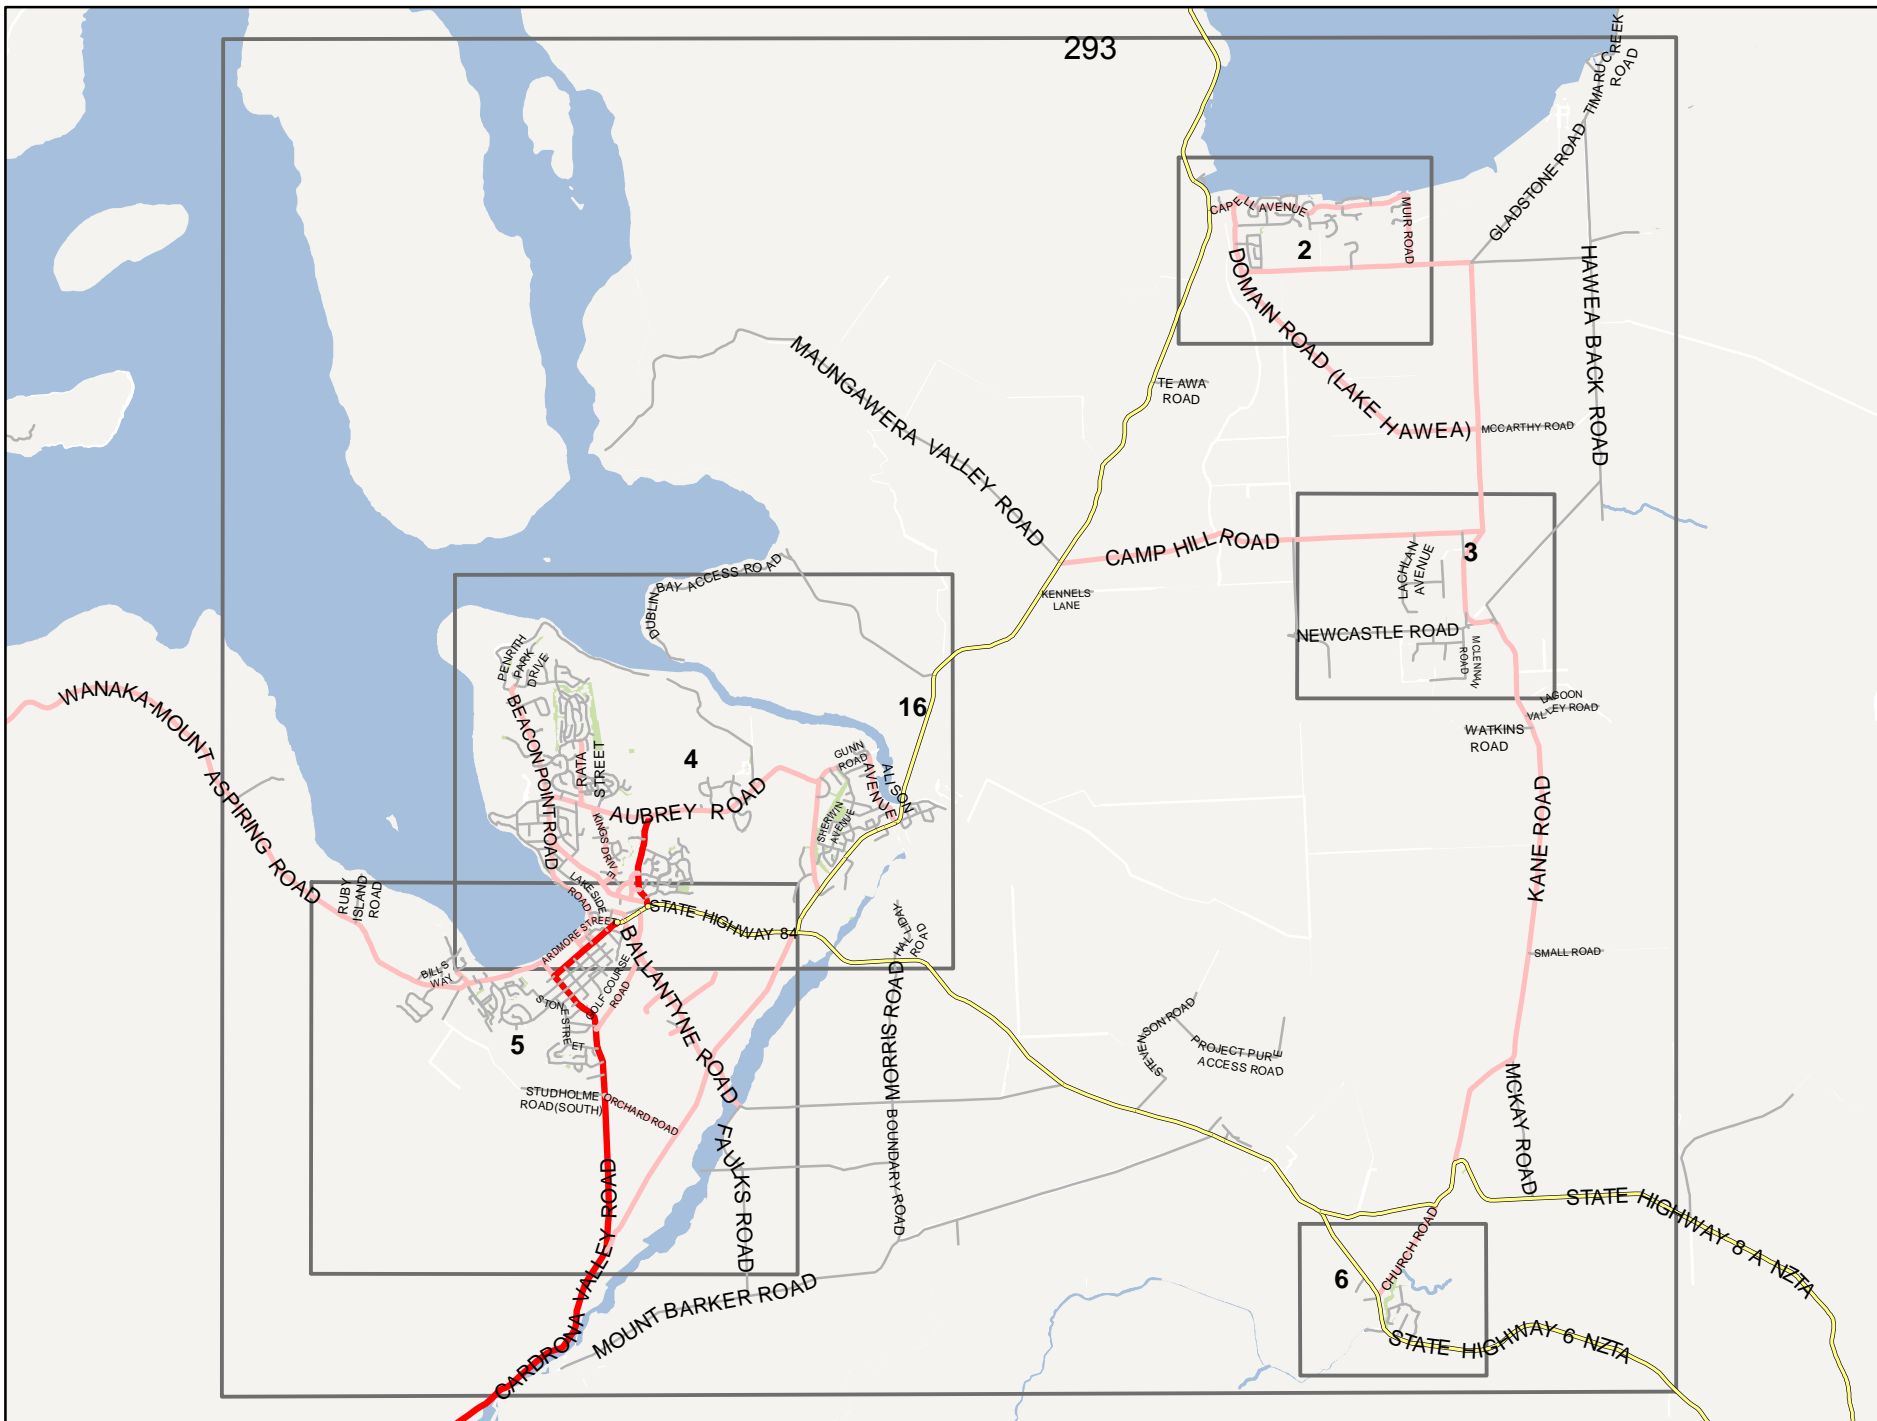 293
TIMARU CREEK
ROAD
GLADSTONE ROAD
CAPELL AVENUE
MUIR ROAD
2
DOMAIN ROAD (LAKE HAWEA)
HAWEA BACK ROAD
MAUNGAWERA VALLEY ROAD
TE AWA
ROAD
MCCARTHY ROAD
CAMP HILL ROAD
3
LACHLAN
AVENUE
KENNELS
LANE
NEWCASTLE ROAD
MCLENNAN
ROAD
DUBLIN BAY ACCESS ROAD
PENRITH
PARK
DRIVE
WANAKA-MOUNT ASPIRING ROAD
BEACON POINT ROAD
16
LAGOON
VALLEY ROAD
WATKINS
ROAD
RATA
STREET
4
GUNN
ROAD
ALISON
AVENUE
AUBREY ROAD
SHERWIN
AVENUE
KINGS DRIVE
KANE ROAD
RUBY
ISLAND
ROAD
LAKESIDE
ROAD
STATE HIGHWAY 84
HALLIDAY
ROAD
ARDMORE STREET
BALLANTYNE ROAD
SMALL ROAD
BILLS
WAY
GOLF COURSE
ROAD
STONE STREET
5
MORRIS ROAD
STEVENSON ROAD
PROJECT PURE
ACCESS ROAD
STUDHOLME
ROAD(SOUTH)
ORCHARD ROAD
MCKAY ROAD
FAULKS ROAD
BOUNDARY ROAD
CARDRONA VALLEY ROAD
STATE HIGHWAY 8 A NZTA
CHURCH ROAD
6
MOUNT BARKER ROAD
STATE HIGHWAY 6 NZTA